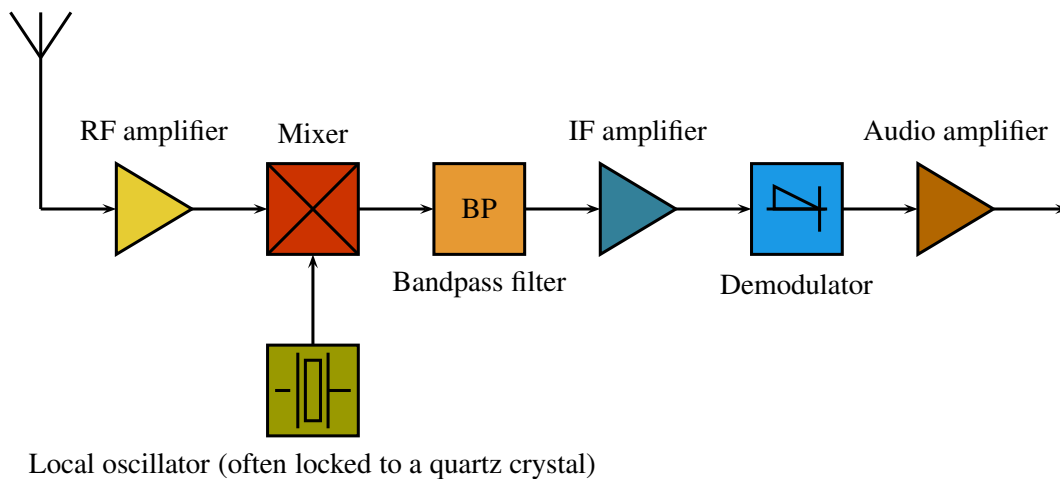 RF amplifier
Mixer
IF amplifier
Audio amplifier
BP
Bandpass filter
Demodulator
Local oscillator (often locked to a quartz crystal)